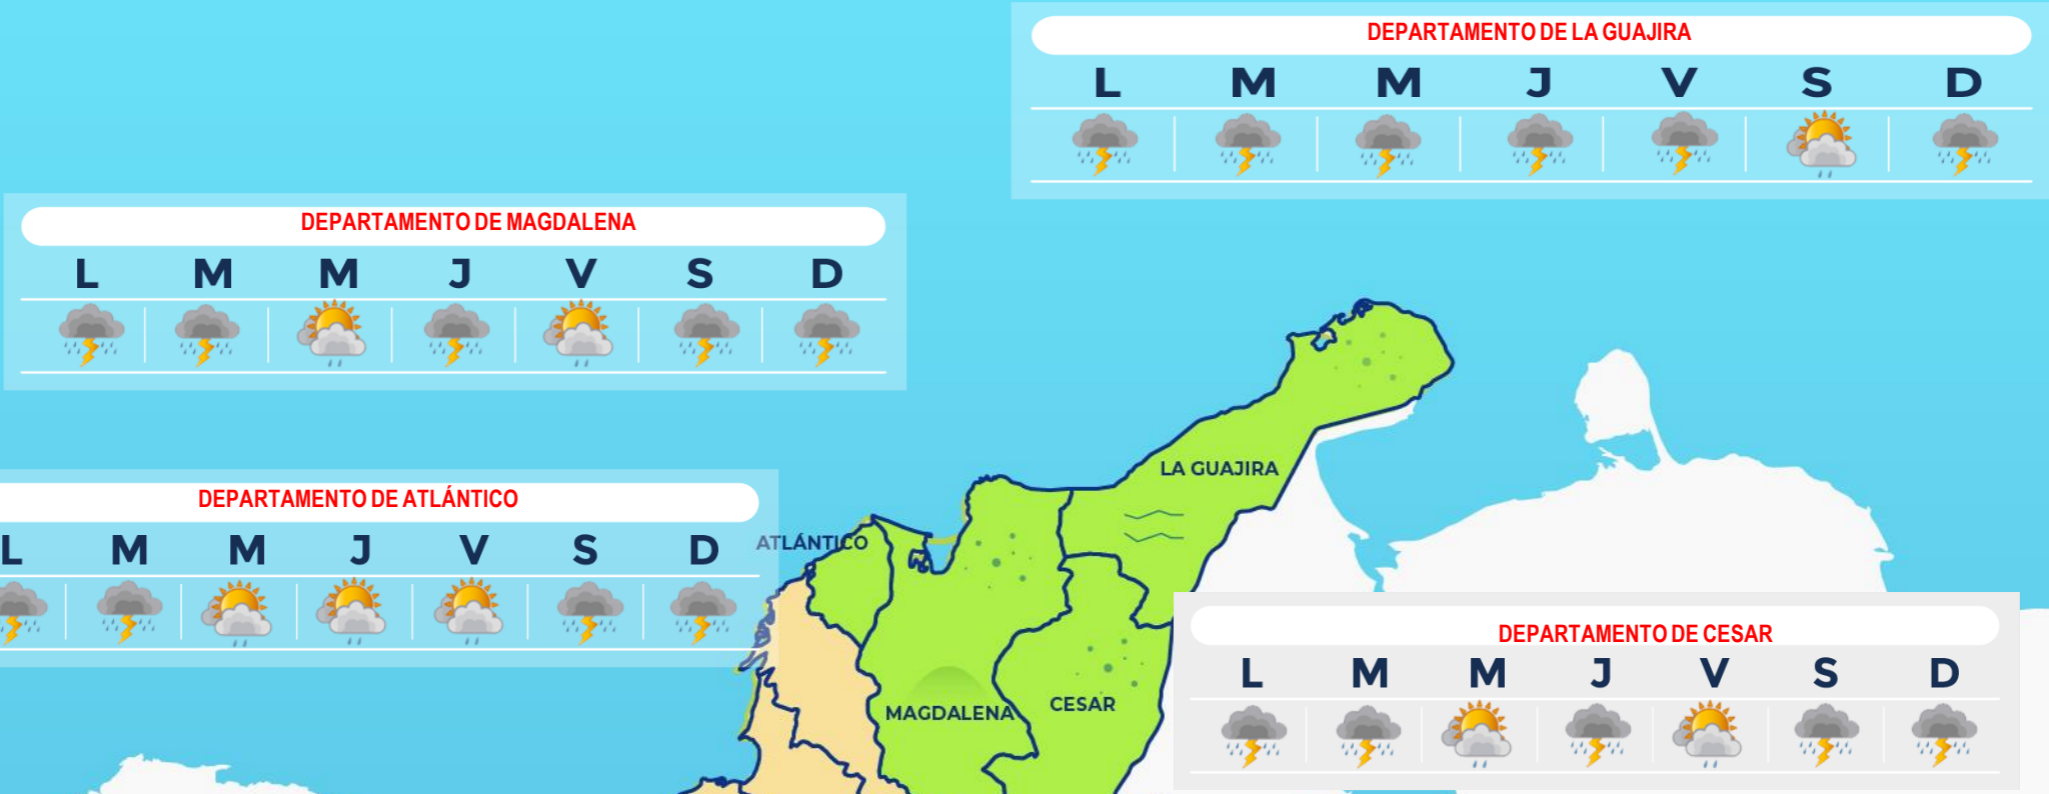 DEPARTAMENTO DE LA GUAJIRA
L M M J V S D
DEPARTAMENTO DE MAGDALENA
L M M J V S D
DEPARTAMENTO DE ATLÁNTICO
L M M J V S D
LA GUAJIRA
ATLÁNTICO
MAGDALENA
CESAR
DEPARTAMENTO DE CESAR
L M M J V S D